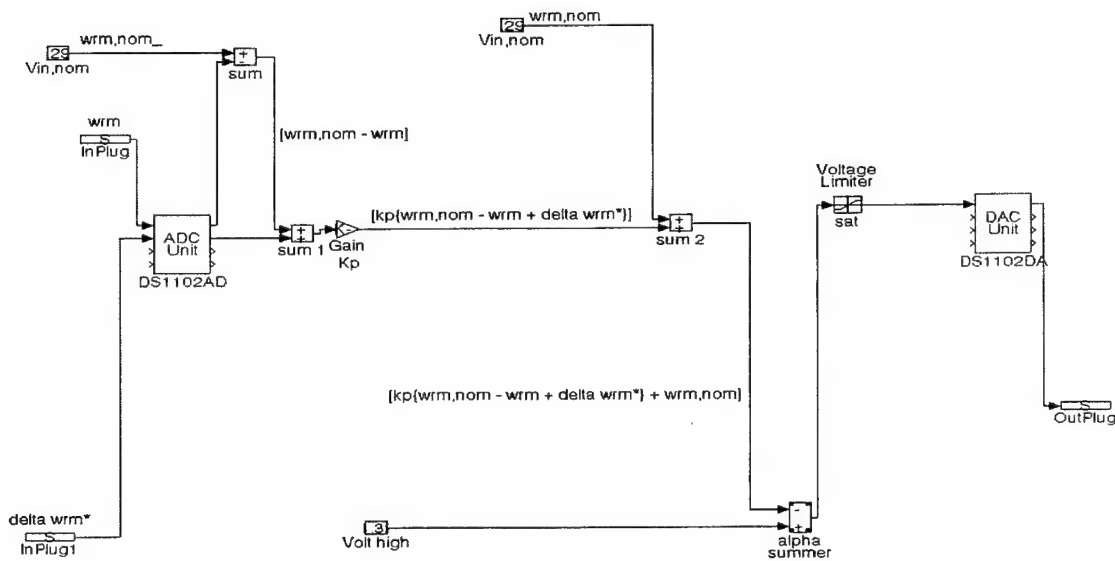 wrm,nom_
29
Vin,nom
+
-
sum
wrm,nom
29
Vin,nom
wrm
S
InPlug
[wrm,nom - wrm]
ADC
Unit
DS1102AD
+
+
sum 1
Gain
Kp
[kp{wrm,nom - wrm + delta wrm*}]
+
+
sum 2
Voltage
Limiter
sat
DAC
Unit
DS1102DA
[kp{wrm,nom - wrm + delta wrm*} + wrm,nom]
S
OutPlug
delta wrm*
S
InPlug1
.3
Volt high
-
+
alpha
summer